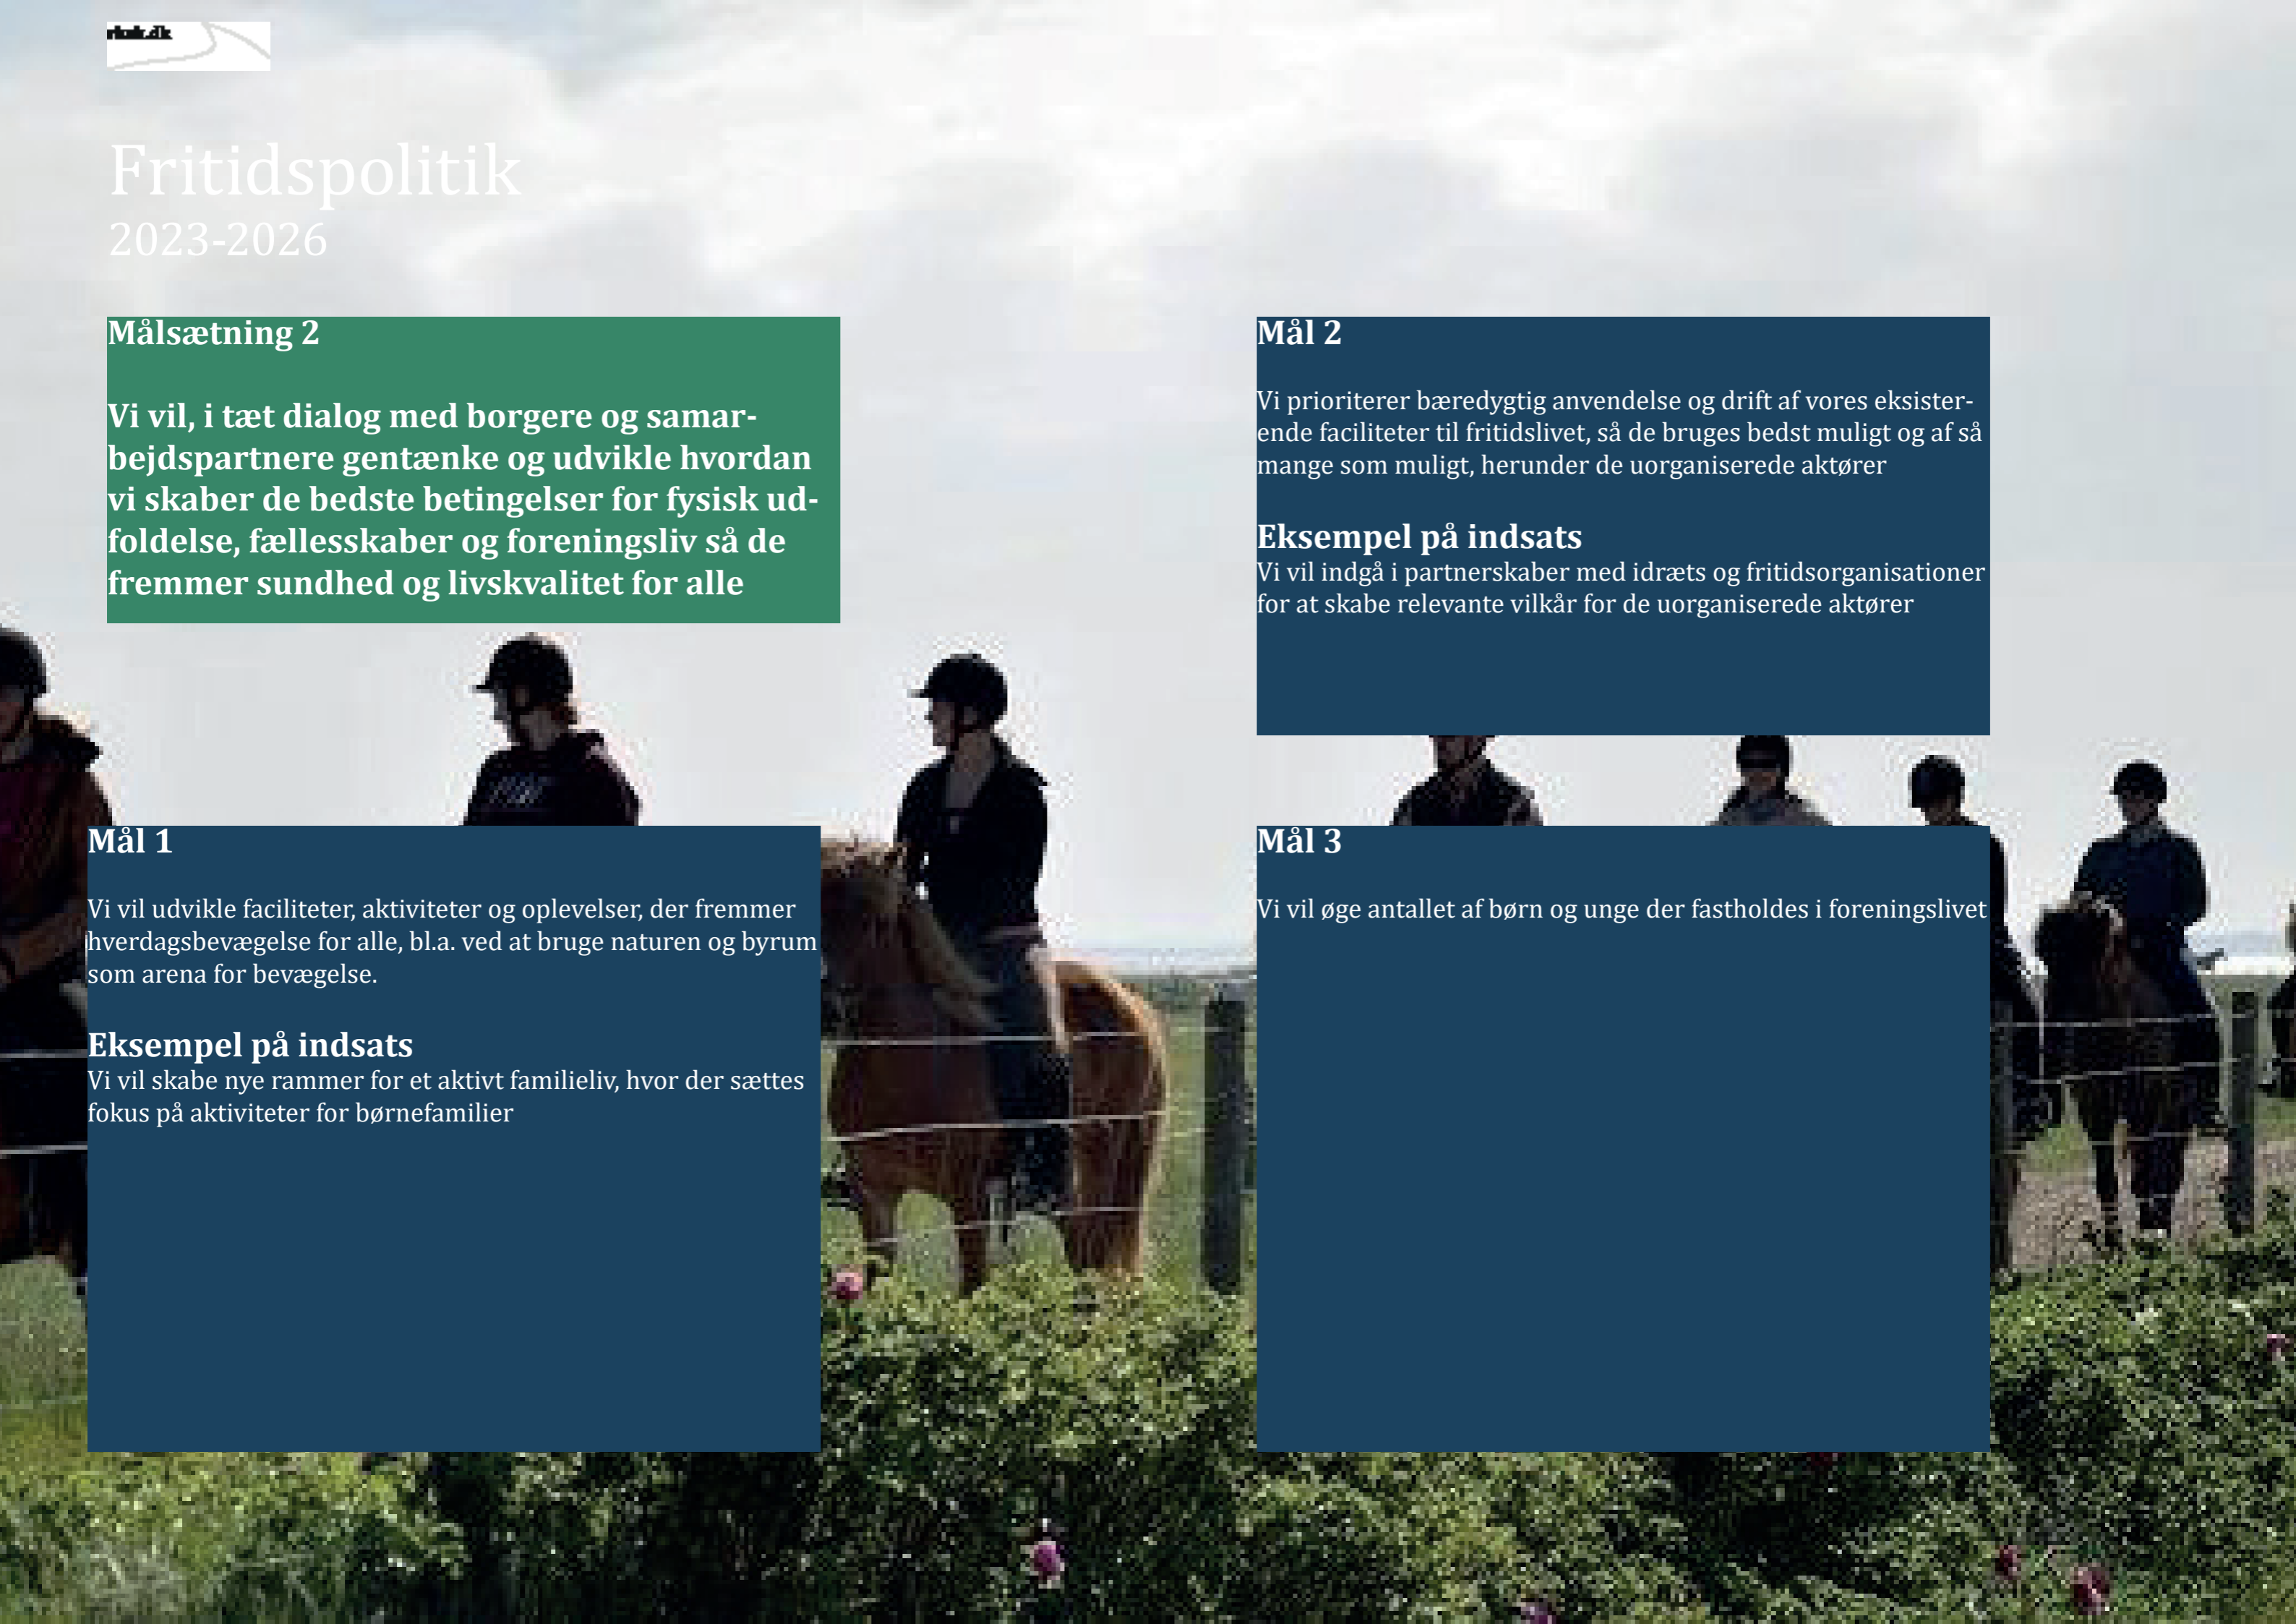 Fritidspolitik
2023-2026
Målsætning 2
Vi vil, i tæt dialog med borgere og samar-
bejdspartnere gentænke og udvikle hvordan
vi skaber de bedste betingelser for fysisk ud-
foldelse, fællesskaber og foreningsliv så de
fremmer sundhed og livskvalitet for alle
Mål 1
Vi vil udvikle faciliteter, aktiviteter og oplevelser, der fremmer
hverdagsbevægelse for alle, bl.a. ved at bruge naturen og byrum
som arena for bevægelse.
Eksempel på indsats
Vi vil skabe nye rammer for et aktivt familieliv, hvor der sættes
fokus på aktiviteter for børnefamilier
Mål 2
Vi prioriterer bæredygtig anvendelse og drift af vores eksister-
ende faciliteter til fritidslivet, så de bruges bedst muligt og af så
mange som muligt, herunder de uorganiserede aktører
Eksempel på indsats
Vi vil indgå i partnerskaber med idræts og fritidsorganisationer
for at skabe relevante vilkår for de uorganiserede aktører
Mål 3
Vi vil øge antallet af børn og unge der fastholdes i foreningslivet